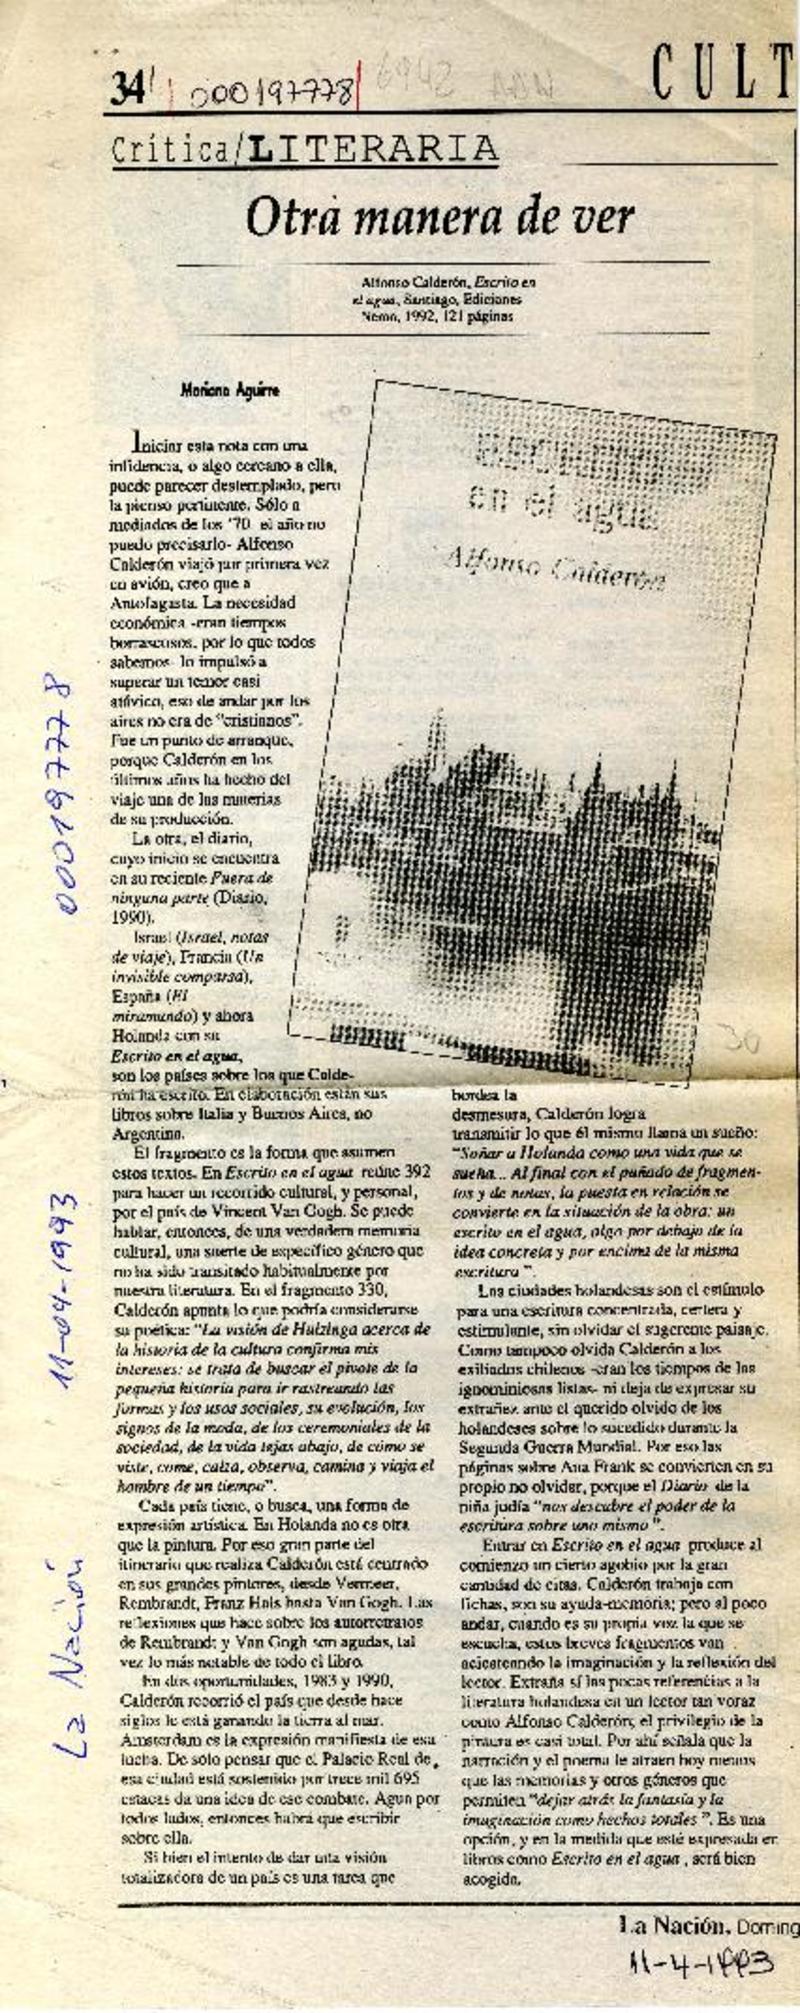 34 000197778 6942
CULT
Crítica/LITERARIA
Otra manera de ver
Alfonso Calderón, Escrito en
el agua, Santiago, Ediciones
Nemo, 1992, 121 páginas
Mariano Aguirre
Escrito
en el agua
Alfonso Calderón
Iniciar esta nota con una
infidencia, o algo cercano a ella,
puede parecer destemplado, pero
la pienso pertinente. Sólo a
mediados de los '70 -el año no
puedo precisarlo- Alfonso
Calderón viajó por primera vez
en avión, creo que a
Antofagasta. La necesidad
económica -eran tiempos
borrascosos, por lo que todos
sabemos- lo impulsó a
superar un temor casi
atávico, eso de andar por los
aires no era de "cristianos".
Fue un punto de arranque,
porque Calderón en los
últimos años ha hecho del
viaje una de las materias
de su producción.
La otra, el diario,
cuyo inicio se encuentra
en su reciente Fuera de
ninguna parte (Diario,
1990).
Israel (Israel, notas
de viaje), Francia (Un
invisible comparsa),
España (El
miramundo) y ahora
Holanda con su
Escrito en el agua,
son los países sobre los que Calde-
rón ha escrito. En elaboración están sus
libros sobre Italia y Buenos Aires, no
Argentina.
El fragmento es la forma que asumen
estos textos. En Escrito en el agua reúne 392
para hacer un recorrido cultural, y personal,
por el país de Vincent Van Gogh. Se puede
hablar, entonces, de una verdadera memoria
cultural, una suerte de específico género que
no ha sido transitado habitualmente por
nuestra literatura. En el fragmento 330,
Calderón apunta lo que podría considerarse
su poética: "La visión de Huizinga acerca de
la historia de la cultura confirma mis
intereses: se trata de buscar el pivote de la
pequeña historia para ir rastreando las
formas y los usos sociales, su evolución, los
signos de la moda, de los ceremoniales de la
sociedad, de la vida tejas abajo, de cómo se
viste, come, calza, observa, camina y viaja el
hombre de un tiempo".
Cada país tiene, o busca, una forma de
expresión artística. En Holanda no es otra
que la pintura. Por eso gran parte del
itinerario que realiza Calderón está centrado
en sus grandes pintores, desde Vermeer,
Rembrandt, Franz Hals hasta Van Gogh. Las
reflexiones que hace sobre los autorretratos
de Rembrandt y Van Gogh son agudas, tal
vez lo más notable de todo el libro.
En dos oportunidades, 1983 y 1990,
Calderón recorrió el país que desde hace
siglos le está ganando la tierra al mar.
Amsterdam es la expresión manifiesta de esa
lucha. De sólo pensar que el Palacio Real de
esa ciudad está sostenido por trece mil 695
estacas da una idea de ese combate. Agua por
todos lados, entonces habrá que escribir
sobre ella.
Si bien el intento de dar una visión
totalizadora de un país es una tarea que
bordea la
desmesura, Calderón logra
transmitir lo que él mismo llama un sueño:
"Soñar a Holanda como una vida que se
sueña... Al final con el puñado de fragmen-
tos y de notas, la puesta en relación se
convierte en la situación de la obra: un
escrito en el agua, algo por debajo de la
idea concreta y por encima de la misma
escritura".
Las ciudades holandesas son el estímulo
para una escritura concentrada, certera y
estimulante, sin olvidar el sugerente paisaje.
Como tampoco olvida Calderón a los
exiliados chilenos -eran los tiempos de las
ignominiosas listas- ni deja de expresar su
extrañez ante el querido olvido de los
holandeses sobre lo sucedido durante la
Segunda Guerra Mundial. Por eso las
páginas sobre Ana Frank se convierten en su
propio no olvidar, porque el Diario de la
niña judía "nos descubre el poder de la
escritura sobre uno mismo".
Entrar en Escrito en el agua produce al
comienzo un cierto agobio por la gran
cantidad de citas. Calderón trabaja con
fichas, son su ayuda-memoria; pero al poco
andar, cuando es su propia voz la que se
escucha, estos breves fragmentos van
acicateando la imaginación y la reflexión del
lector. Extraña sí las pocas referencias a la
literatura holandesa en un lector tan voraz
como Alfonso Calderón; el privilegio de la
pintura es casi total. Por ahí señala que la
narración y el poema le atraen hoy menos
que las memorias y otros géneros que
permiten "dejar atrás la fantasía y la
imaginación como hechos totales". Es una
opción, y en la medida que esté expresada en
libros como Escrito en el agua, será bien
acogida.
La Nación, Doming
11-4-1993
La Nación 11-04-1993 000197778
30